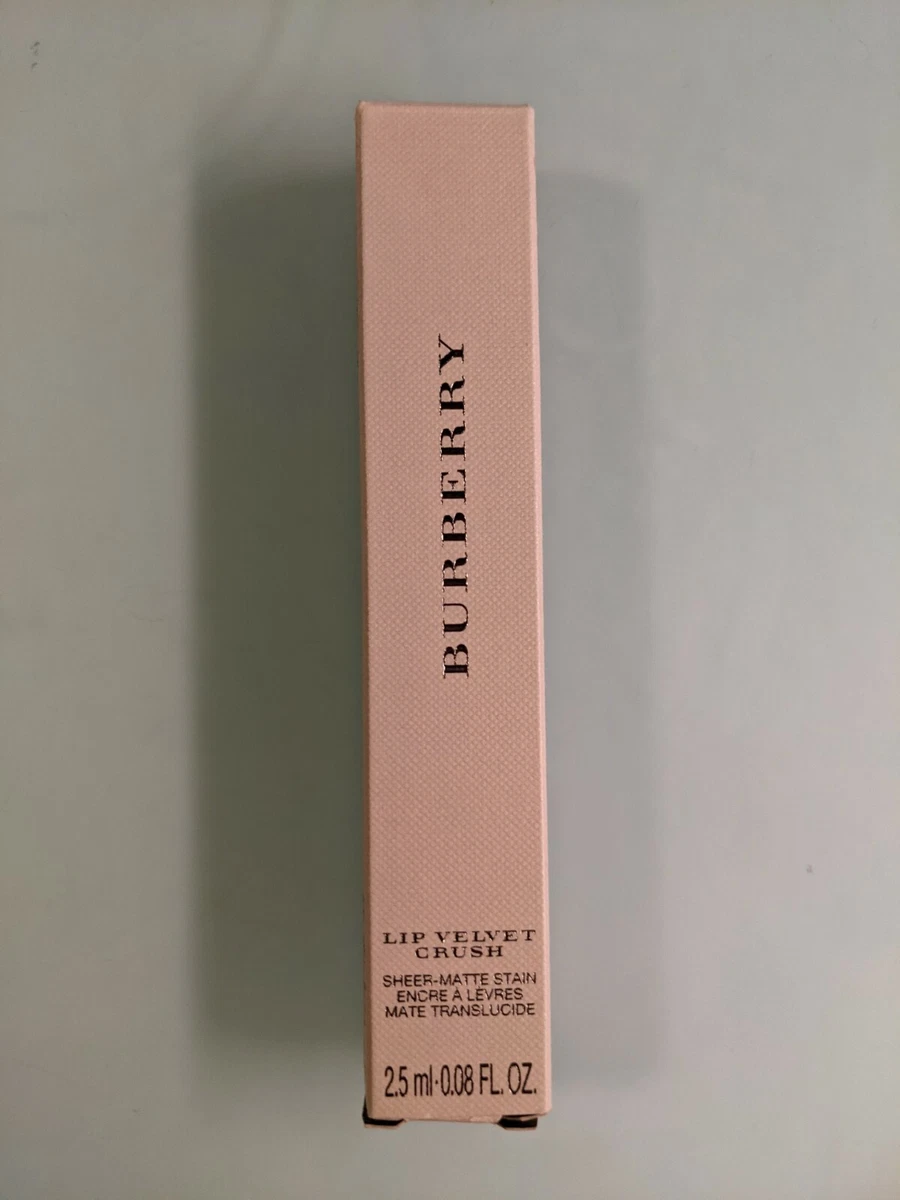 BURBERRY
LIP VELVET
CRUSH
SHEER-MATTE STAIN
ENCRE À LÈVRES
MATE TRANSLUCIDE
2.5 ml·0.08 FL. OZ.